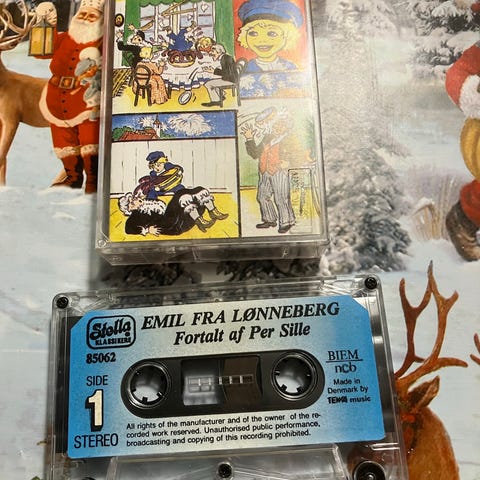 Stella
KLASSIKERE
85062
EMIL FRA LØNNEBERG
Fortalt af Per Sille
SIDE
1
STEREO
BIEM
ncb
Made in
Denmark by
music
All rights of the manufacturer and of the owner of the re-
corded work reserved. Unauthorised public performance,
broadcasting and copying of this recording prohibited.